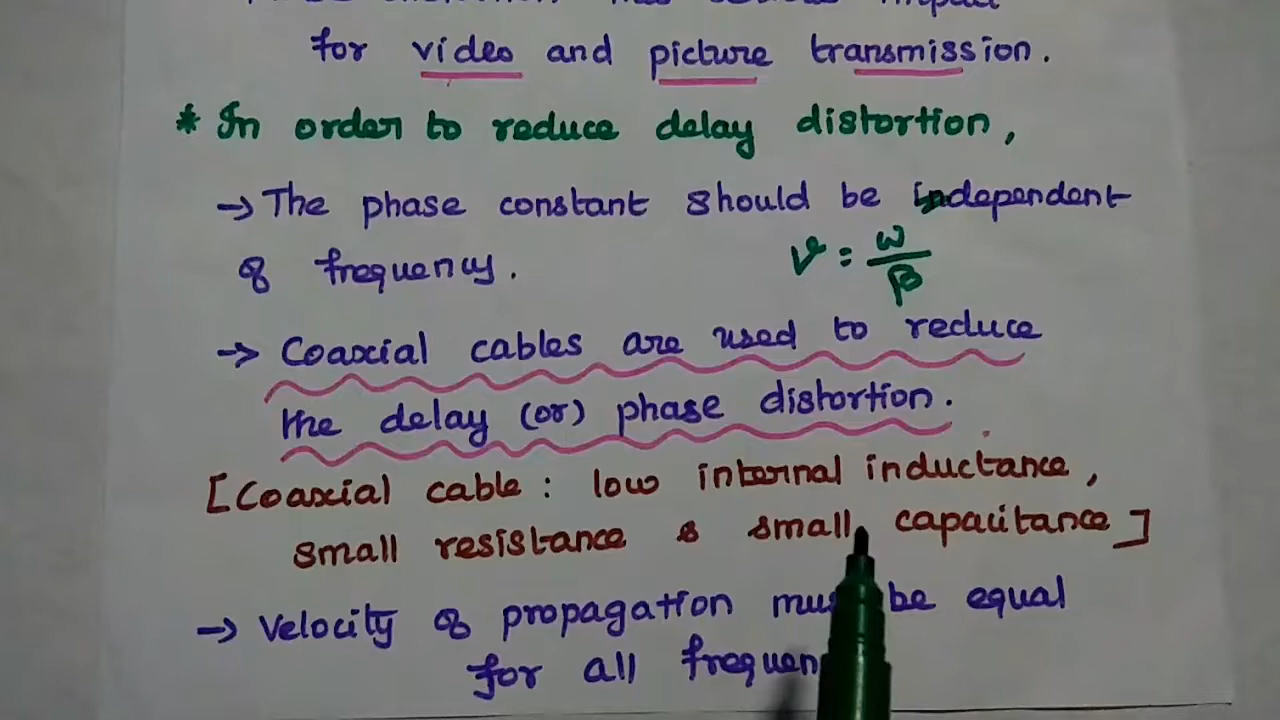 for video and picture transmission.
* In order to reduce delay distortion,
→ The phase constant should be independent
of frequency.
v = ω/β
→ Coaxial cables are used to reduce
the delay (or) phase distortion.
[Coaxial cable: low internal inductance,
small resistance & small capacitance]
→ Velocity of propagation must be equal
for all